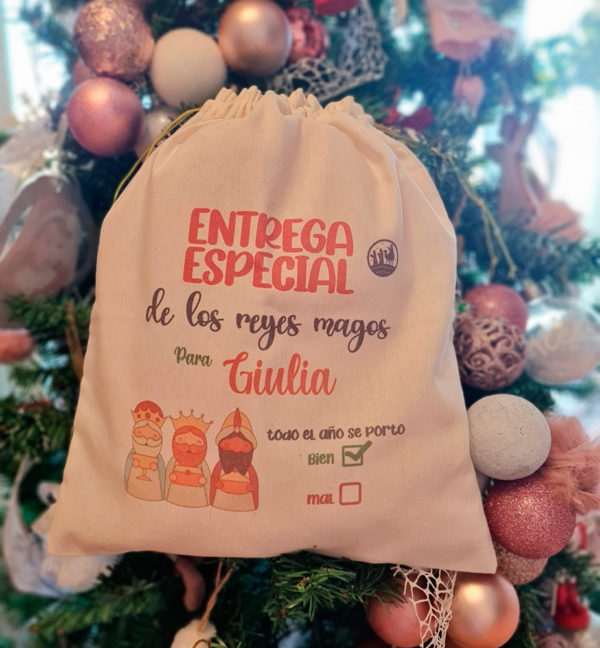 ENTREGA
ESPECIAL
de los reyes magos
Para Giulia
todo el año se porto
Bien
mal